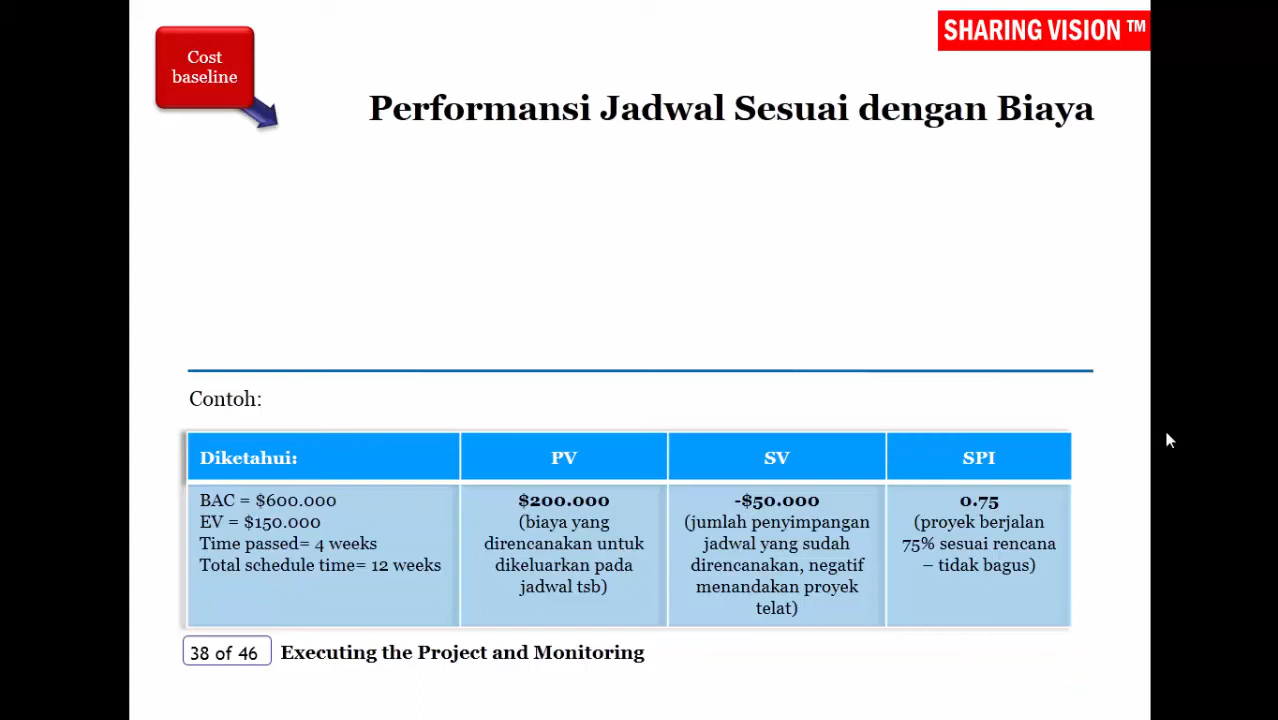 Cost
baseline
SHARING VISION ™
Performansi Jadwal Sesuai dengan Biaya
Contoh:
Diketahui:
PV
SV
SPI
BAC = $600.000
EV = $150.000
Time passed= 4 weeks
Total schedule time= 12 weeks
$200.000
(biaya yang
direncanakan untuk
dikeluarkan pada
jadwal tsb)
-$50.000
(jumlah penyimpangan
jadwal yang sudah
direncanakan, negatif
menandakan proyek
telat)
0.75
(proyek berjalan
75% sesuai rencana
– tidak bagus)
38 of 46
Executing the Project and Monitoring